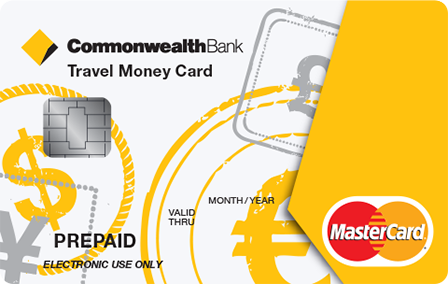 CommonwealthBank
Travel Money Card
MONTH/YEAR
VALID
THRU
PREPAID
ELECTRONIC USE ONLY
MasterCard
£
$
¥
€